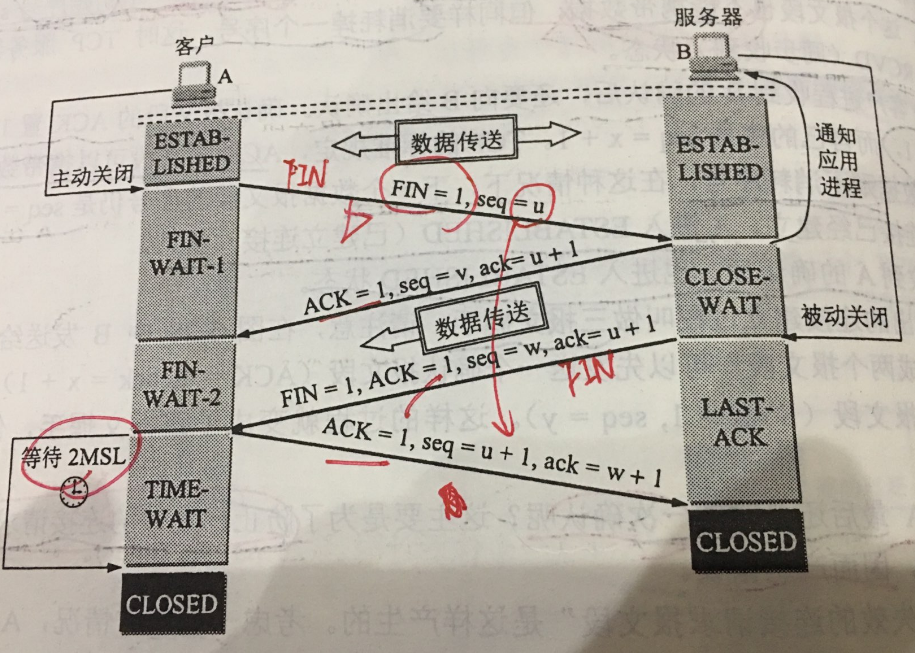 服务器
客户
A
B
ESTAB-
LISHED
数据传送
ESTAB-
LISHED
通知
应用
进程
主动关闭
FIN
FIN = 1, seq = u
FIN-
WAIT-1
ACK = 1, seq = v, ack= u + 1
CLOSE-
WAIT
数据传送
被动关闭
FIN = 1, ACK = 1, seq = w, ack= u + 1
FIN
FIN-
WAIT-2
LAST-
ACK
ACK = 1, seq = u + 1, ack = w + 1
等待 2MSL
TIME-
WAIT
CLOSED
CLOSED